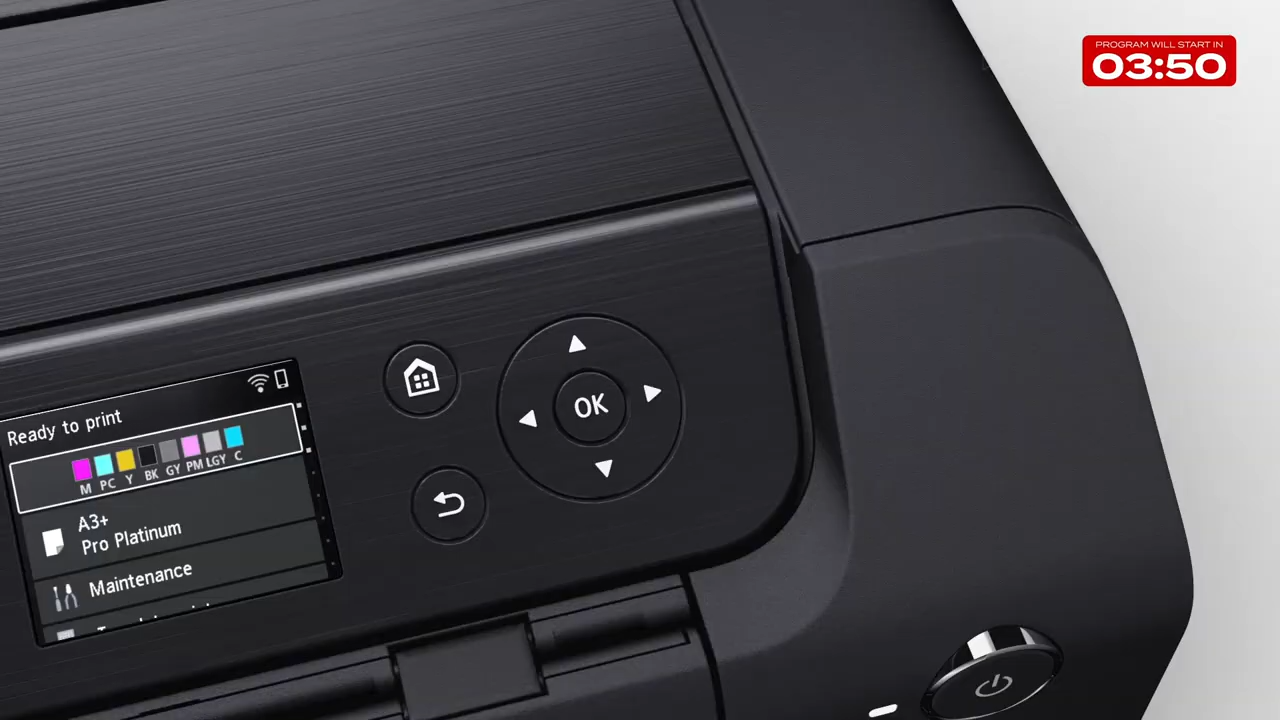 PROGRAM WILL START IN
03:50
Ready to print
M PC Y BK GY PM LGY C
A3+
Pro Platinum
Maintenance
OK